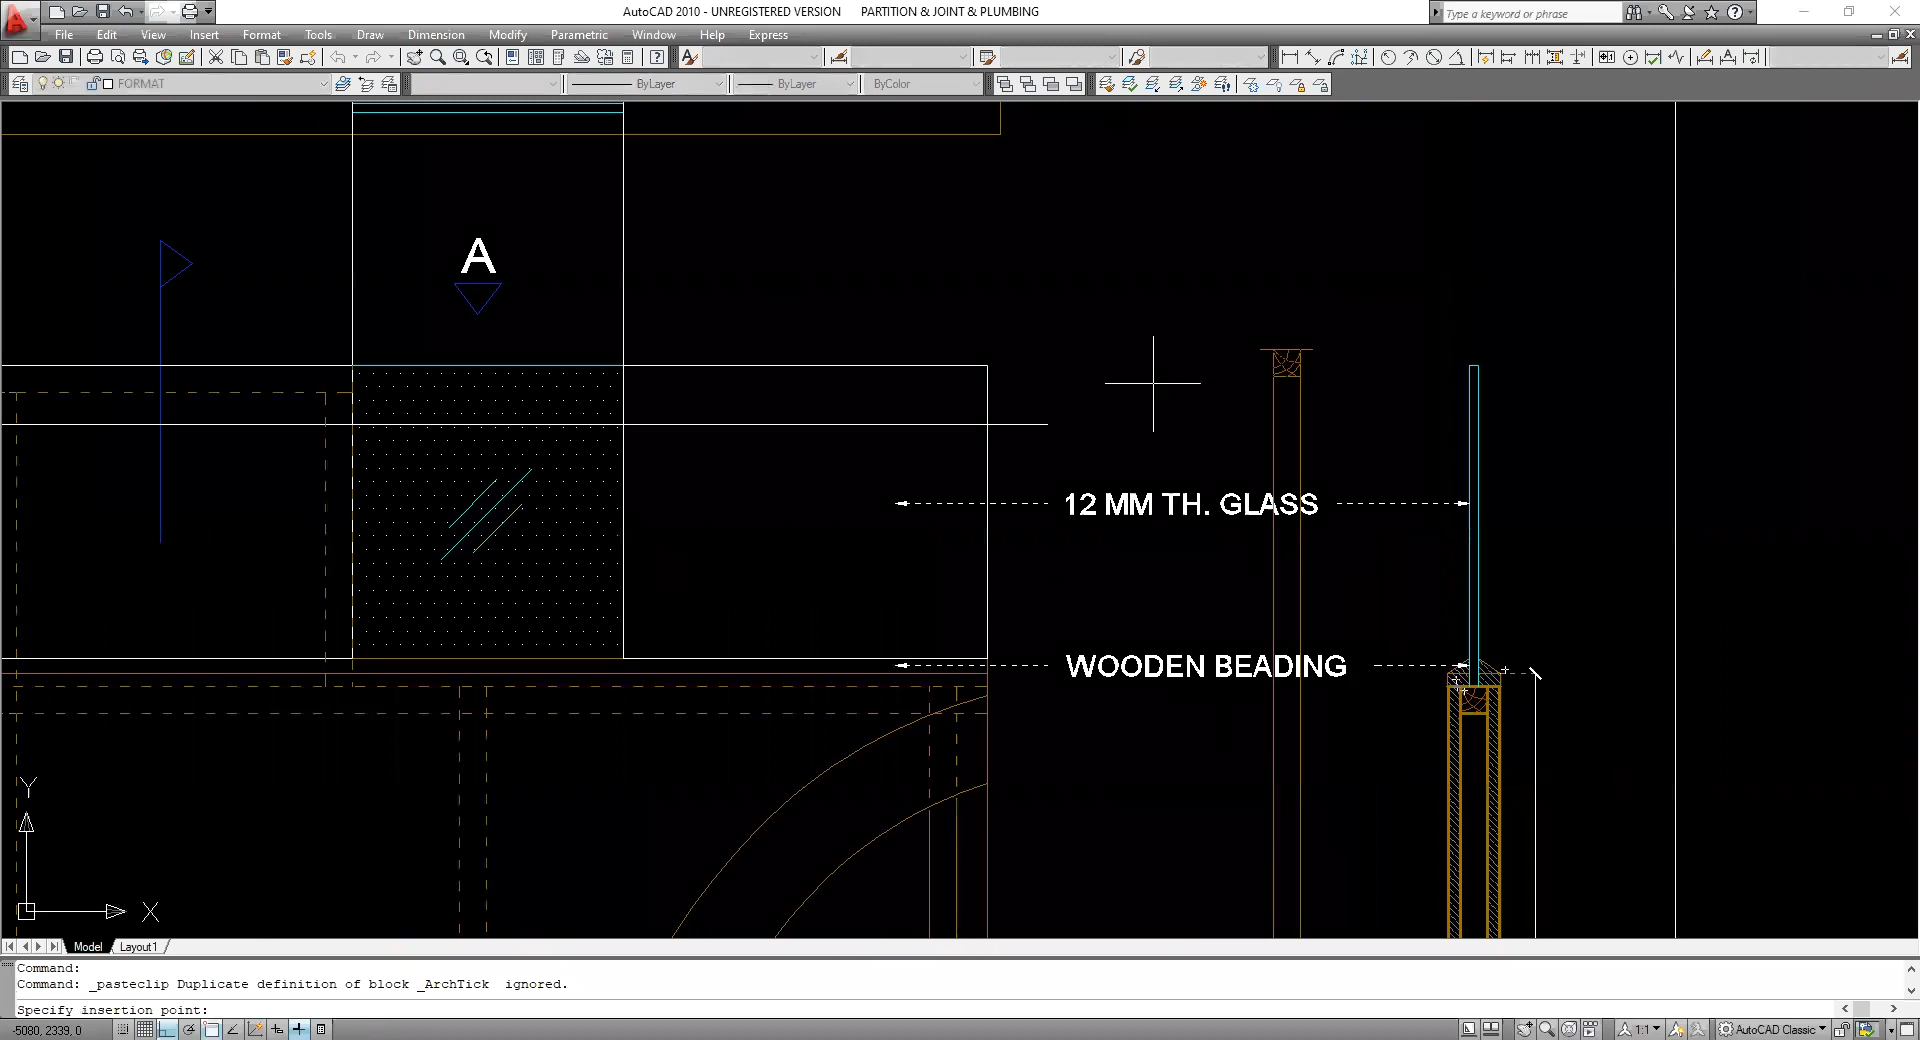 AutoCAD 2010 - UNREGISTERED VERSION PARTITION & JOINT & PLUMBING
Type a keyword or phrase
File Edit View Insert Format Tools Draw Dimension Modify Parametric Window Help Express
FORMAT ByLayer ByLayer ByColor
A
12 MM TH. GLASS
WOODEN BEADING
Y
X
Model Layout1
Command:
Command: _pasteclip Duplicate definition of block _ArchTick ignored.
Specify insertion point:
-5080, 2339, 0 1:1 AutoCAD Classic